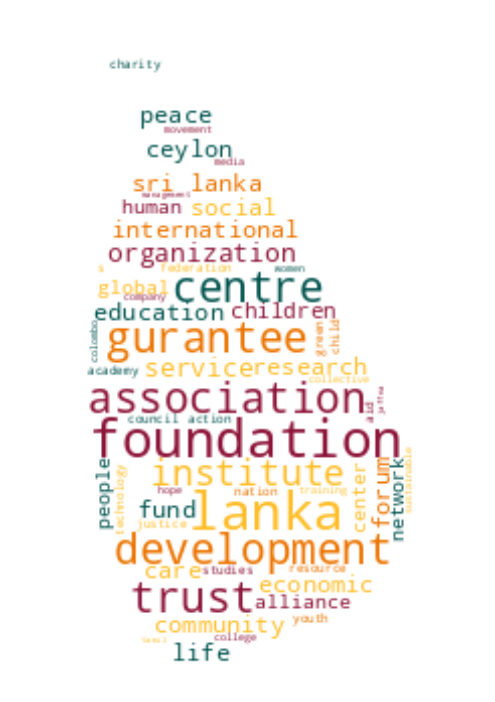 charity
peace
movement
ceylon
media
sri lanka
management
human social
international
organization
s federation women
global centre
company
education children
colombo gurantee green child
academy service research
collective
association aid jaffna
council action
foundation
people technology institute center forum network sustainable
hope nation training
fund lanka
justice
development
care studies resource
economic
trust alliance
community youth
tamil college
life